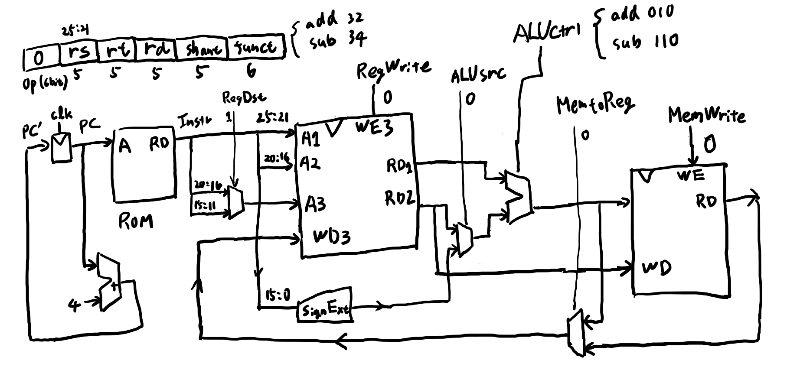 25:21
0 rs rt rd shamt funct
Op(6bit) 5 5 5 5 6
add 32
sub 34
ALUCtrl
add 010
sub 110
RegWrite
0
ALUsrc
0
MemtoReg
0
MemWrite
0
PC' clk PC
A RD
ROM
Instr
RegDst
1
25:21
20:16
20:16
15:11
15:0
A1 WE3
A2 RD1
A3 RD2
WD3
WE
RD
WD
4
+
SignExt